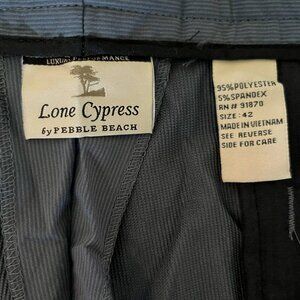 LUXURY PERFORMANCE
Lone Cypress
by PEBBLE BEACH
95% POLYESTER
5% SPANDEX
RN # 91870
SIZE : 42
MADE IN VIETNAM
SEE REVERSE
SIDE FOR CARE